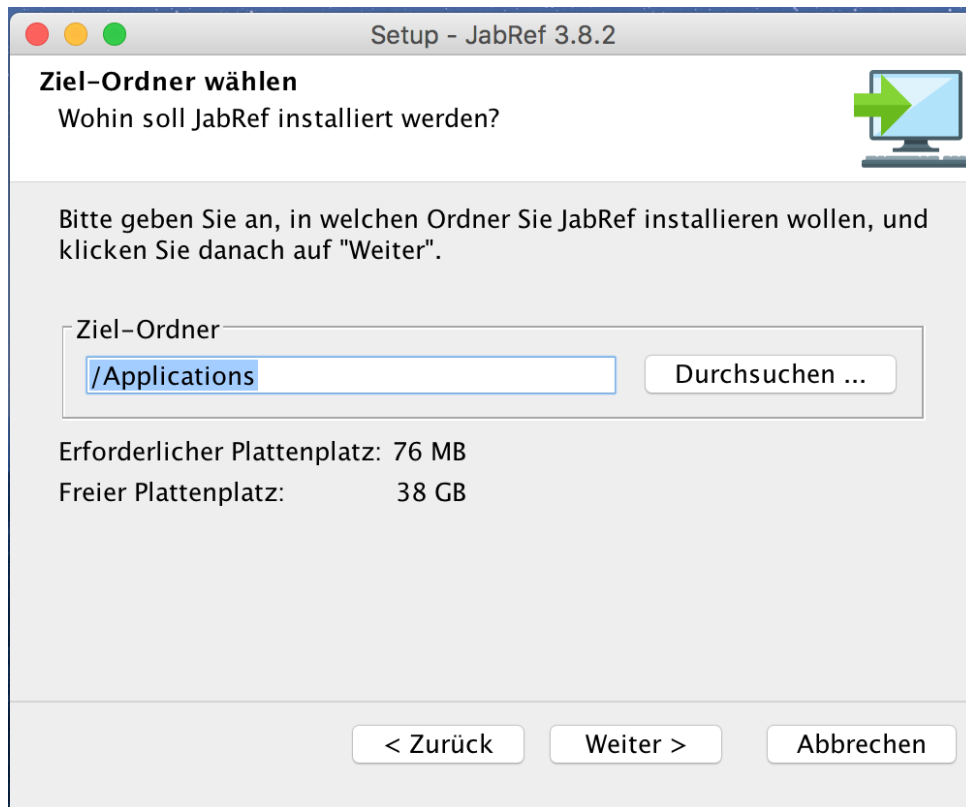 Setup - JabRef 3.8.2
Ziel-Ordner wählen
Wohin soll JabRef installiert werden?
Bitte geben Sie an, in welchen Ordner Sie JabRef installieren wollen, und
klicken Sie danach auf "Weiter".
Ziel-Ordner
/Applications
Durchsuchen ...
Erforderlicher Plattenplatz: 76 MB
Freier Plattenplatz: 38 GB
< Zurück
Weiter >
Abbrechen